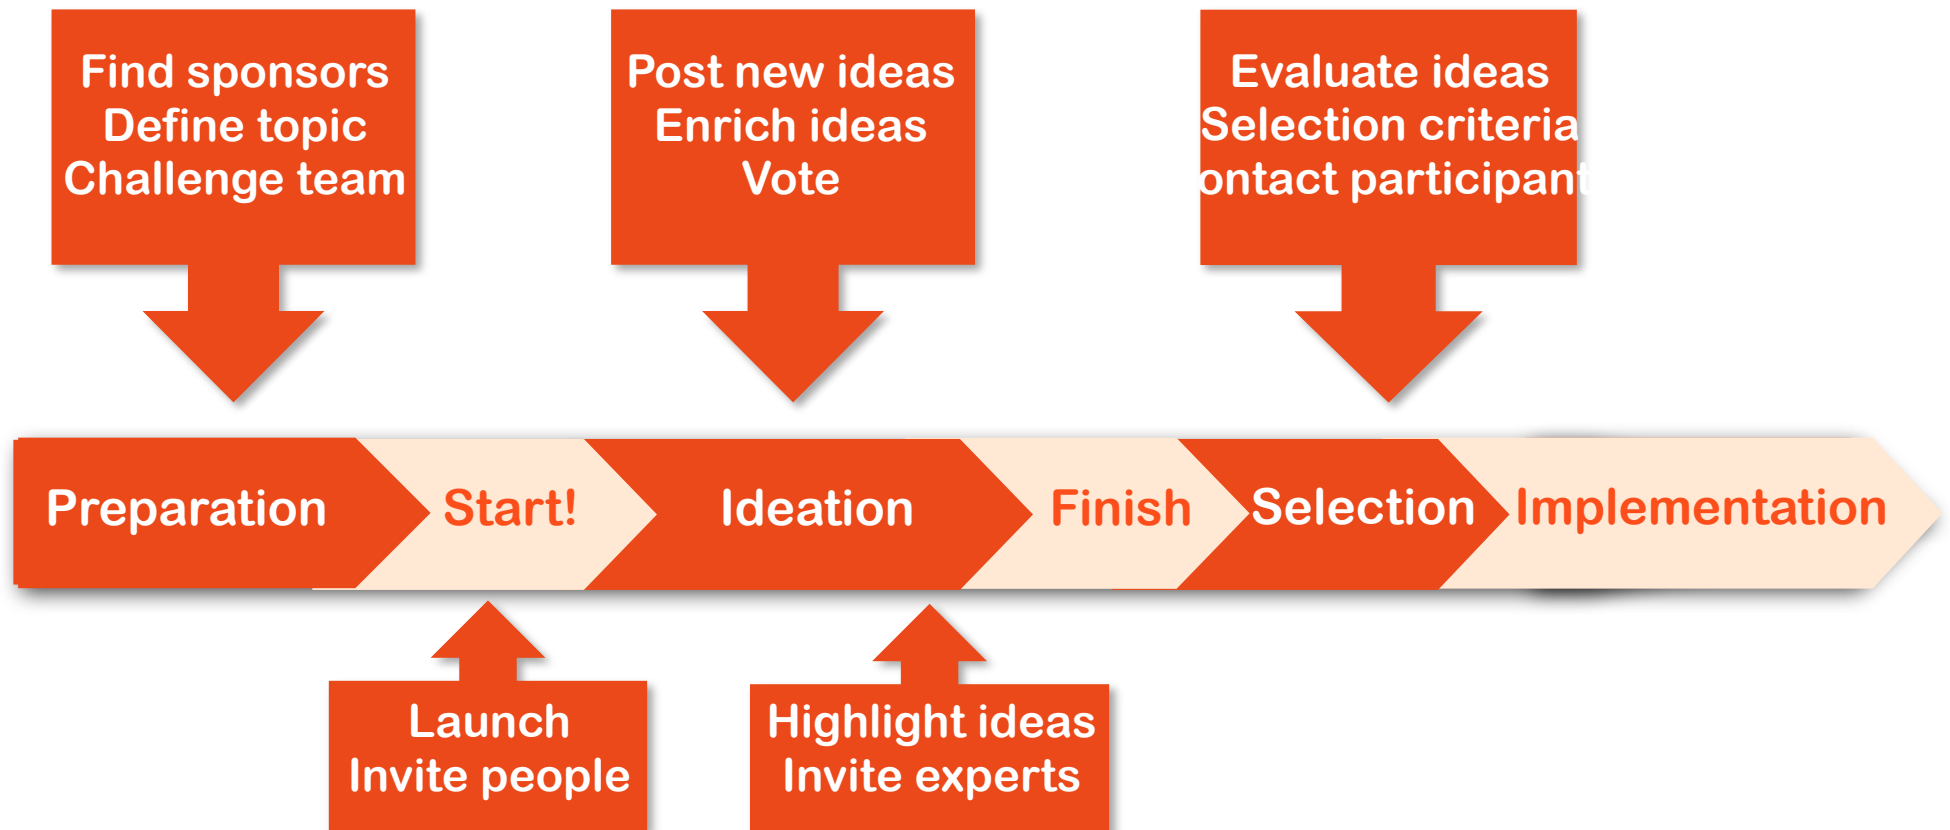 Find sponsors
Define topic
Challenge team
Post new ideas
Enrich ideas
Vote
Evaluate ideas
Selection criteria
ontact participant
Preparation
Start!
Ideation
Finish
Selection
Implementation
Launch
Invite people
Highlight ideas
Invite experts